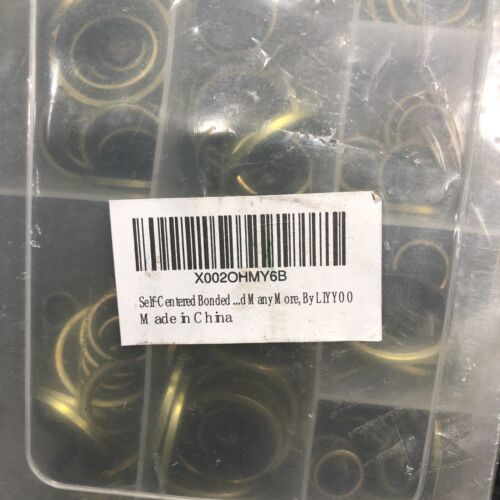 X002OHMY6B
Self-Centered Bonded ...d Many More, By LIYYOO
Made in China